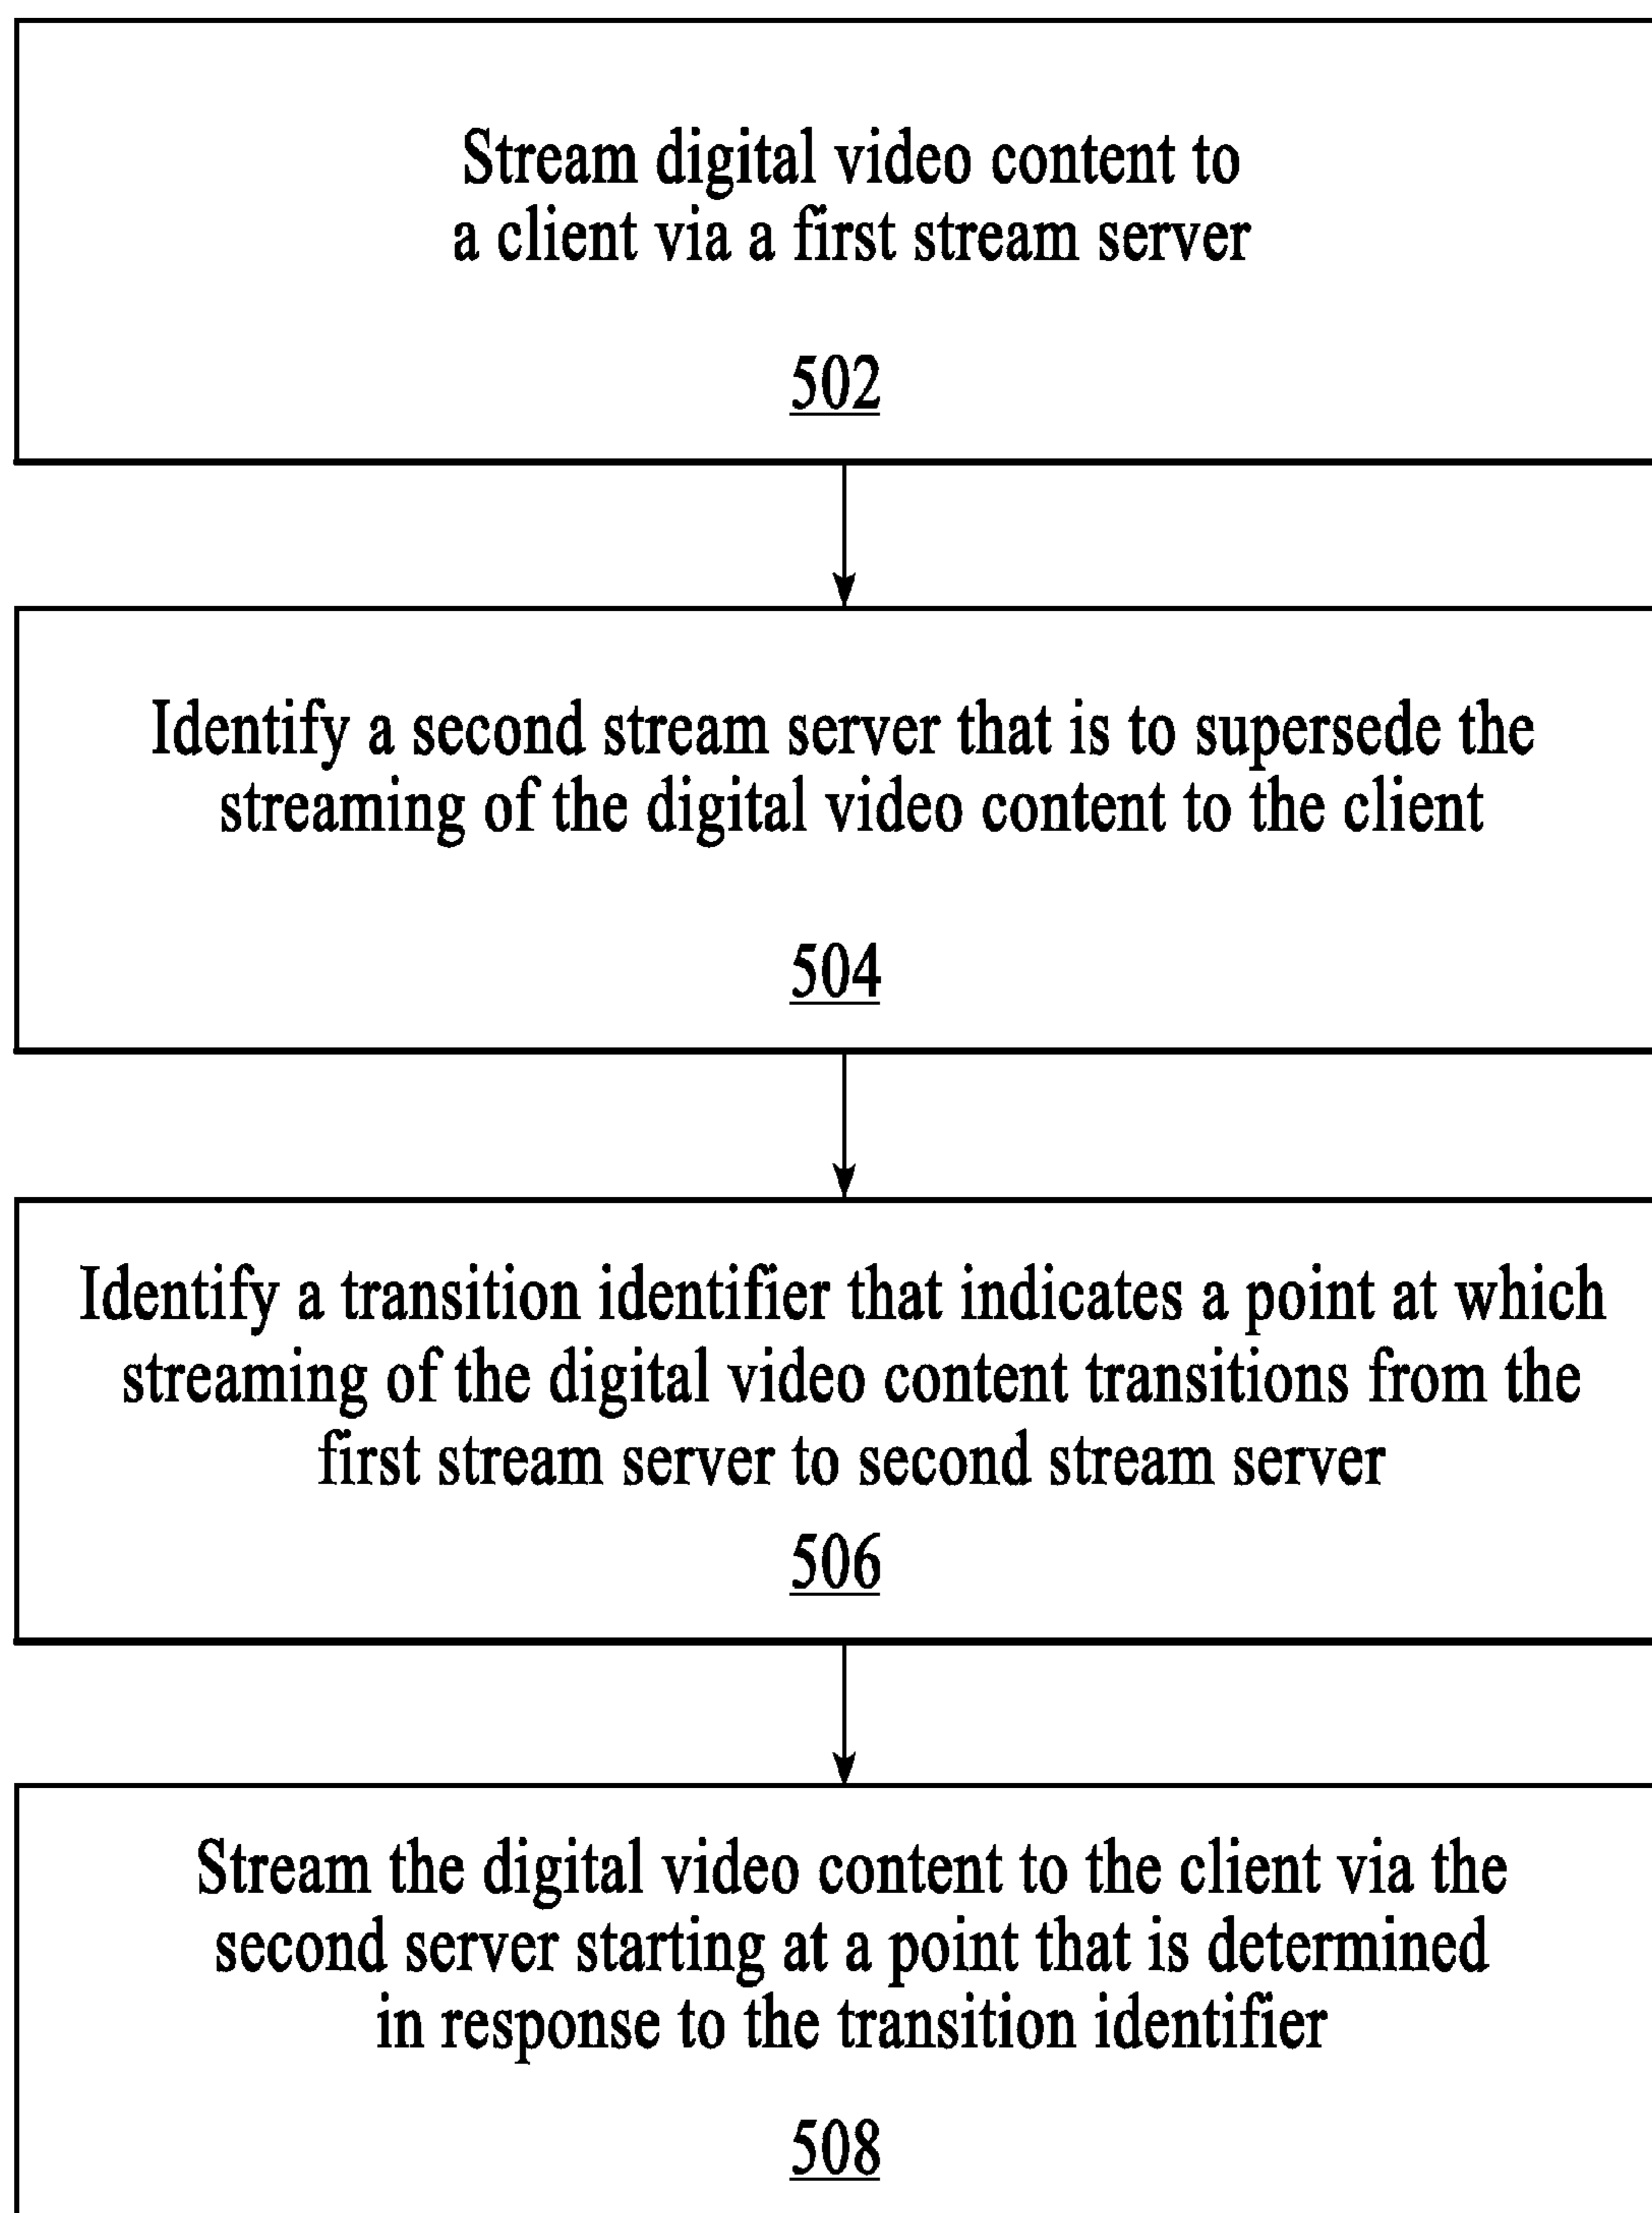 Stream digital video content to
a client via a first stream server
502
Identify a second stream server that is to supersede the
streaming of the digital video content to the client
504
Identify a transition identifier that indicates a point at which
streaming of the digital video content transitions from the
first stream server to second stream server
506
Stream the digital video content to the client via the
second server starting at a point that is determined
in response to the transition identifier
508